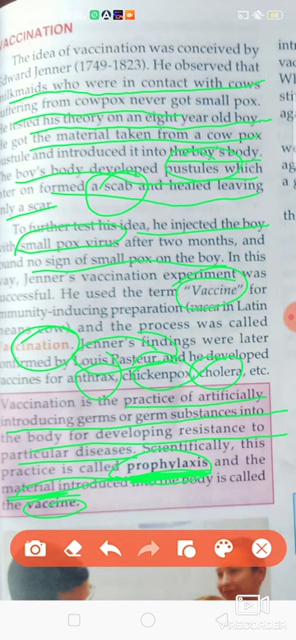 VACCINATION
The idea of vaccination was conceived by
Edward Jenner (1749-1823). He observed that
milkmaids who were in contact with cows
suffering from cowpox never got small pox.
He tested his theory on an eight year old boy.
He got the material taken from a cow pox
pustule and introduced it into the boy's body.
The boy's body developed pustules which
later on formed a scab and healed leaving
only a scar.
To further test his idea, he injected the boy
with small pox virus after two months, and
found no sign of small pox on the boy. In this
way, Jenner's vaccination experiment was
successful. He used the term "Vaccine" for
immunity-inducing preparation (vacca in Latin
means cow) and the process was called
vaccination. Jenner's findings were later
confirmed by Louis Pasteur, and he developed
vaccines for anthrax, chickenpox, cholera, etc.
Vaccination is the practice of artificially
introducing germs or germ substances into
the body for developing resistance to
particular diseases. Scientifically, this
practice is called prophylaxis and the
material introduced into the body is called
the vaccine.
intr
vac
sti
ag
we
ag
a g
th
RECORDER